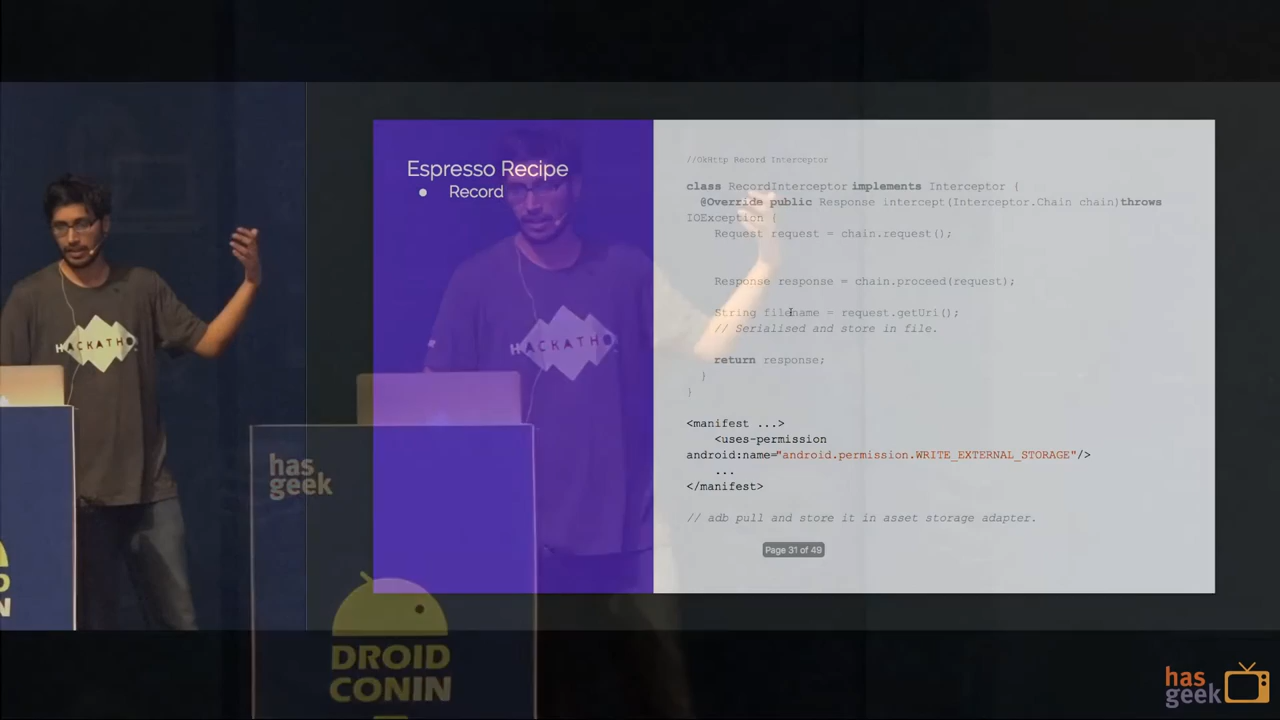 Espresso Recipe
● Record
//OkHttp Record Interceptor
class RecordInterceptor implements Interceptor {
@Override public Response intercept(Interceptor.Chain chain)throws
IOException {
Request request = chain.request();
Response response = chain.proceed(request);
String filename = request.getUrl();
// Serialised and store in file.
return response;
}
}
<manifest ...>
<uses-permission
android:name="android.permission.WRITE_EXTERNAL_STORAGE"/>
...
</manifest>
// adb pull and store it in asset storage adapter.
Page 31 of 49
HACKATHO
HACKATHO
has
geek
DROID
CONIN
D
N
has
geek